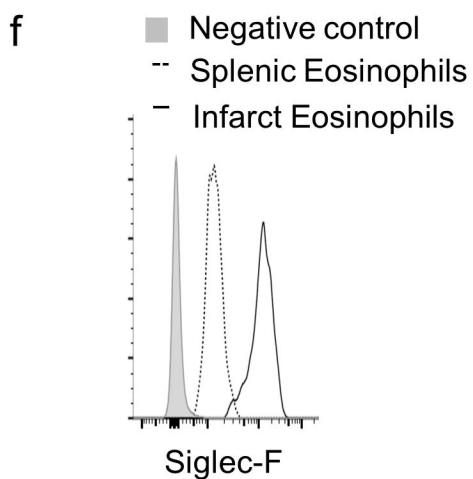 f
Negative control
-- Splenic Eosinophils
– Infarct Eosinophils
Siglec-F